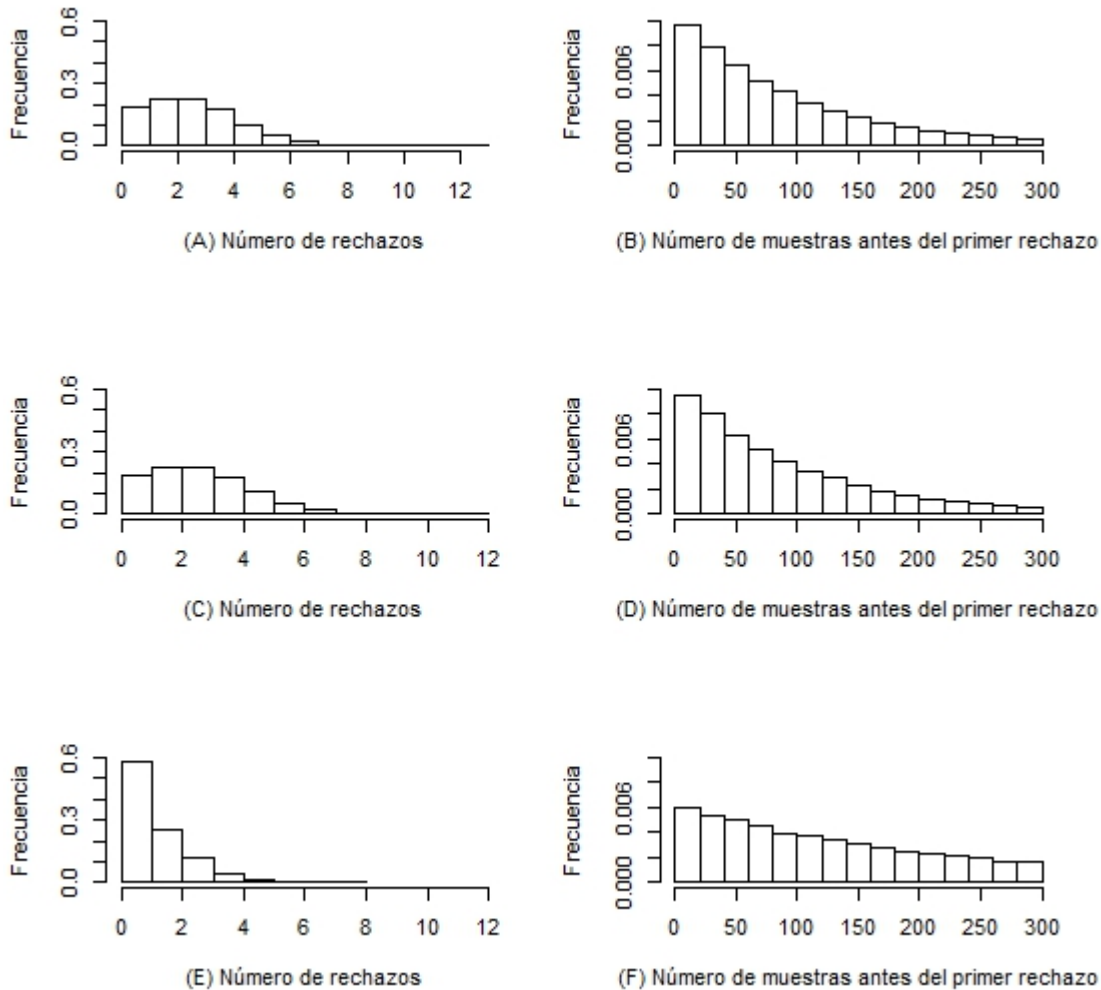 Frecuencia
0.0 0.3 0.6
0 2 4 6 8 10 12
(A) Número de rechazos
Frecuencia
0.000 0.006
0 50 100 150 200 250 300
(B) Número de muestras antes del primer rechazo
Frecuencia
0.0 0.3 0.6
0 2 4 6 8 10 12
(C) Número de rechazos
Frecuencia
0.000 0.006
0 50 100 150 200 250 300
(D) Número de muestras antes del primer rechazo
Frecuencia
0.0 0.3 0.6
0 2 4 6 8 10 12
(E) Número de rechazos
Frecuencia
0.000 0.006
0 50 100 150 200 250 300
(F) Número de muestras antes del primer rechazo